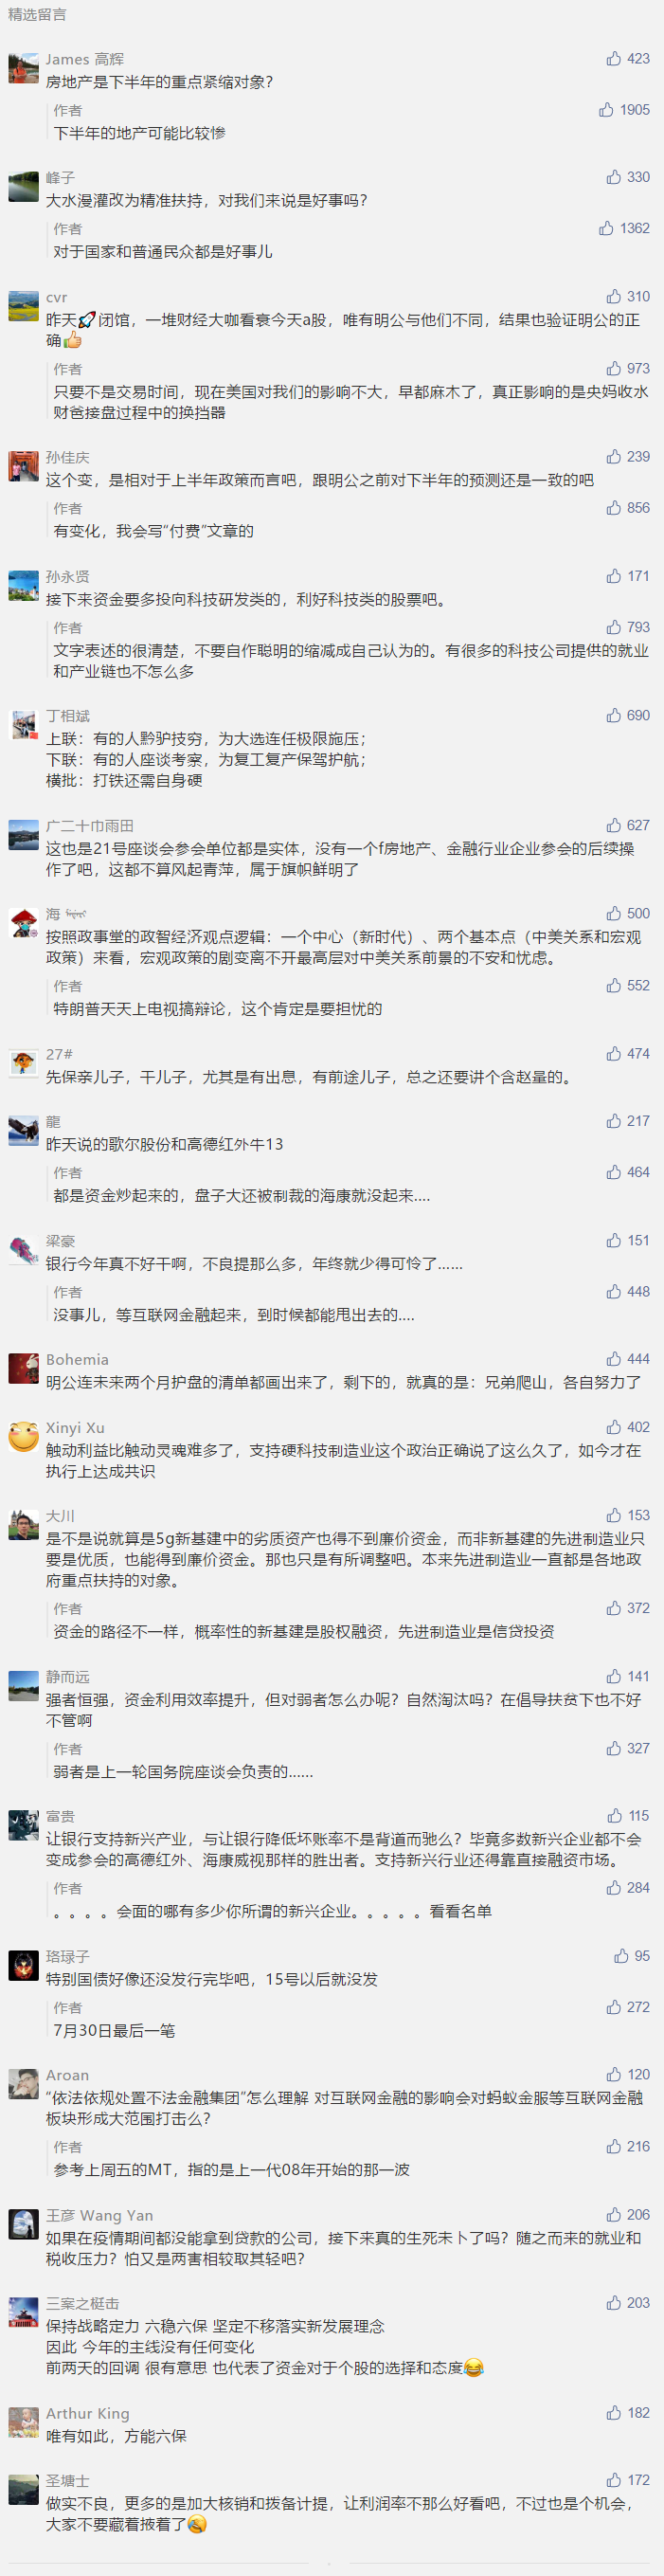 精选留言
James 高辉
423
房地产是下半年的重点紧缩对象？
作者
1905
下半年的地产可能比较惨
峰子
330
大水漫灌改为精准扶持，对我们来说是好事吗？
作者
1362
对于国家和普通民众都是好事儿
cvr
310
昨天🚀闭馆，一堆财经大咖看衰今天a股，唯有明公与他们不同，结果也验证明公的正
确👍
作者
973
只要不是交易时间，现在美国对我们的影响不大，早都麻木了，真正影响的是央妈收水
财爸接盘过程中的换挡器
孙佳庆
239
这个变，是相对于上半年政策而言吧，跟明公之前对下半年的预测还是一致的吧
作者
856
有变化，我会写“付费”文章的
孙永贤
171
接下来资金要多投向科技研发类的，利好科技类的股票吧。
作者
793
文字表述的很清楚，不要自作聪明的缩减成自己认为的。有很多的科技公司提供的就业
和产业链也不怎么多
丁相斌
690
上联：有的人黔驴技穷，为大选连任极限施压；
下联：有的人座谈考察，为复工复产保驾护航；
横批：打铁还需自身硬
广二十巾雨田
627
这也是21号座谈会参会单位都是实体，没有一个f房地产、金融行业企业参会的后续操
作了吧，这都不算风起青萍，属于旗帜鲜明了
海
500
按照政事堂的政智经济观点逻辑：一个中心（新时代）、两个基本点（中美关系和宏观
政策）来看，宏观政策的剧变离不开最高层对中美关系前景的不安和忧虑。
作者
552
特朗普天天上电视搞辩论，这个肯定是要担忧的
27#
474
先保亲儿子，干儿子，尤其是有出息，有前途儿子，总之还要讲个含赵量的。
龍
217
昨天说的歌尔股份和高德红外牛13
作者
464
都是资金炒起来的，盘子大还被制裁的海康就没起来....
梁豪
151
银行今年真不好干啊，不良提那么多，年终就少得可怜了......
作者
448
没事儿，等互联网金融起来，到时候都能甩出去的....
Bohemia
444
明公连未来两个月护盘的清单都画出来了，剩下的，就真的是：兄弟爬山，各自努力了
Xinyi Xu
402
触动利益比触动灵魂难多了，支持硬科技制造业这个政治正确说了这么久了，如今才在
执行上达成共识
大川
153
是不是说就算是5g新基建中的劣质资产也得不到廉价资金，而非新基建的先进制造业只
要是优质，也能得到廉价资金。那也只是有所调整吧。本来先进制造业一直都是各地政
府重点扶持的对象。
作者
372
资金的路径不一样，概率性的新基建是股权融资，先进制造业是信贷投资
静而远
141
强者恒强，资金利用效率提升，但对弱者怎么办呢？自然淘汰吗？在倡导扶贫下也不好
不管啊
作者
327
弱者是上一轮国务院座谈会负责的......
富贵
115
让银行支持新兴产业，与让银行降低坏账率不是背道而驰么？毕竟多数新兴企业都不会
变成参会的高德红外、海康威视那样的胜出者。支持新兴行业还得靠直接融资市场。
作者
284
。。。。会面的哪有多少你所谓的新兴企业。。。。。看看名单
珞琭子
95
特别国债好像还没发行完毕吧，15号以后就没发
作者
272
7月30日最后一笔
Aroan
120
“依法依规处置不法金融集团”怎么理解 对互联网金融的影响会对蚂蚁金服等互联网金融
板块形成大范围打击么？
作者
216
参考上周五的MT，指的是上一代08年开始的那一波
王彦 Wang Yan
206
如果在疫情期间都没能拿到贷款的公司，接下来真的生死未卜了吗？随之而来的就业和
税收压力？怕又是两害相较取其轻吧？
三案之梃击
203
保持战略定力 六稳六保 坚定不移落实新发展理念
因此 今年的主线没有任何变化
前两天的回调 很有意思 也代表了资金对于个股的选择和态度😂
Arthur King
182
唯有如此，方能六保
圣塘士
172
做实不良，更多的是加大核销和拨备计提，让利润率不那么好看吧，不过也是个机会，
大家不要藏着掖着了